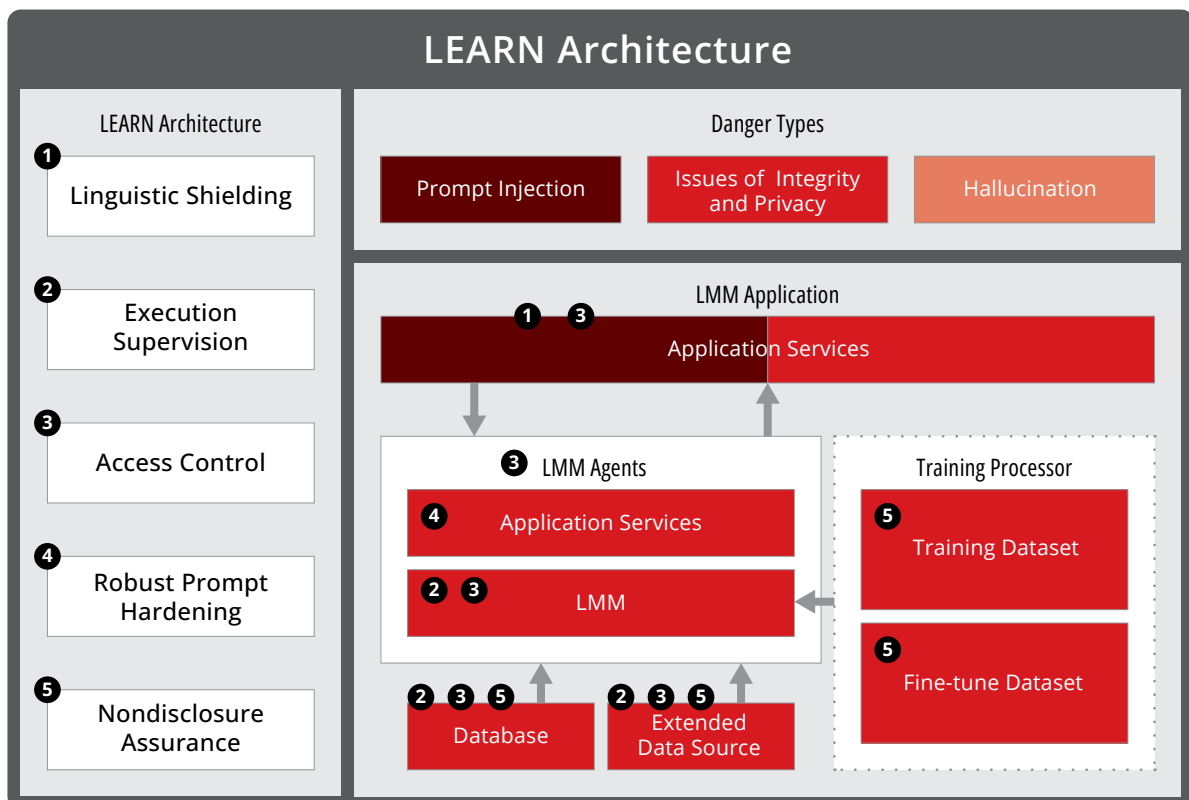 LEARN Architecture
LEARN Architecture
1
Linguistic Shielding
2
Execution
Supervision
3
Access Control
4
Robust Prompt
Hardening
5
Nondisclosure
Assurance
Danger Types
Prompt Injection
Issues of Integrity
and Privacy
Hallucination
LMM Application
1 3
Application Services
3 LMM Agents
4 Application Services
2 3 LMM
2 3 5
Database
2 3 5
Extended
Data Source
Training Processor
5
Training Dataset
5
Fine-tune Dataset